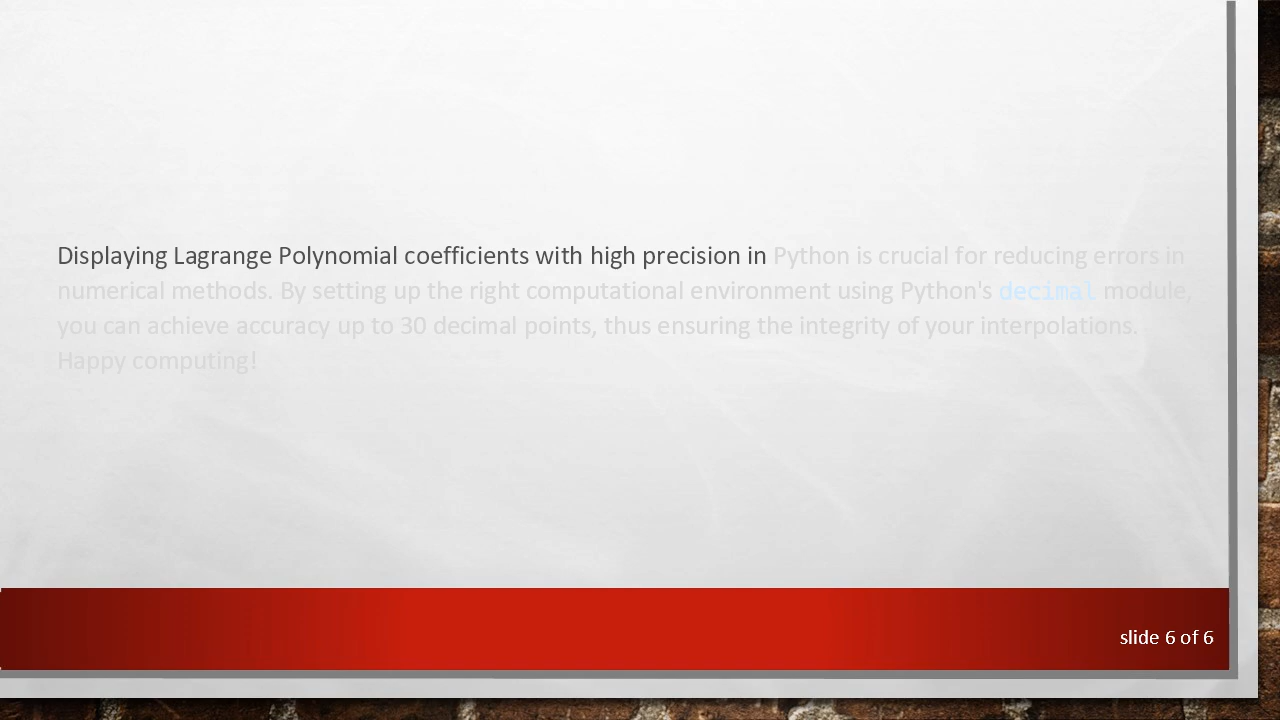 Displaying Lagrange Polynomial coefficients with high precision in Python is crucial for reducing errors in
numerical methods. By setting up the right computational environment using Python's decimal module,
you can achieve accuracy up to 30 decimal points, thus ensuring the integrity of your interpolations.
Happy computing!
slide 6 of 6